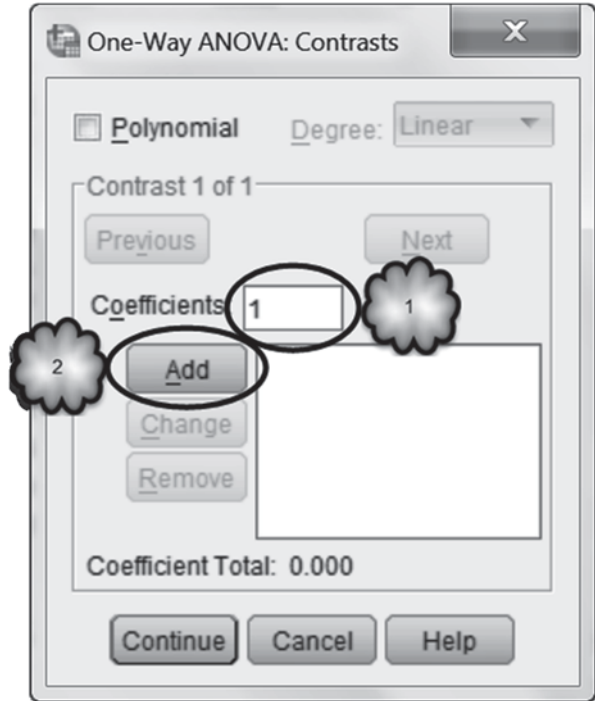 One-Way ANOVA: Contrasts
X
Polynomial Degree: Linear
Contrast 1 of 1
Previous Next
Coefficients: 1 1
2 Add
Change
Remove
Coefficient Total: 0.000
Continue Cancel Help